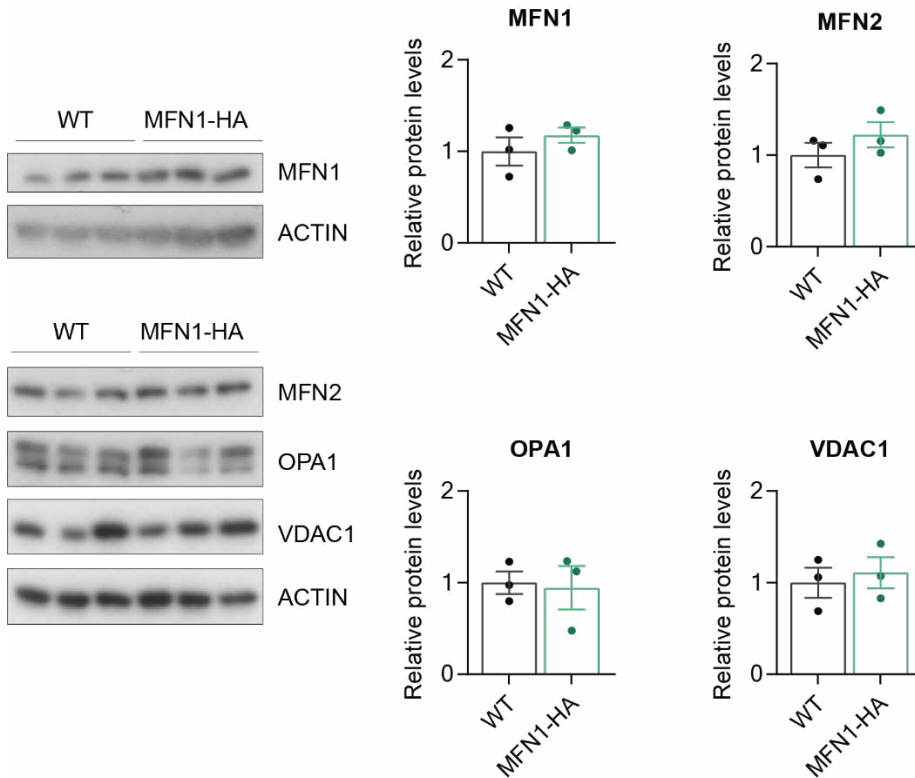 WT MFN1-HA
MFN1
ACTIN
WT MFN1-HA
MFN2
OPA1
VDAC1
ACTIN
MFN1
Relative protein levels
2
1
0
WT
MFN1-HA
MFN2
Relative protein levels
2
1
0
WT
MFN1-HA
OPA1
Relative protein levels
2
1
0
WT
MFN1-HA
VDAC1
Relative protein levels
2
1
0
WT
MFN1-HA